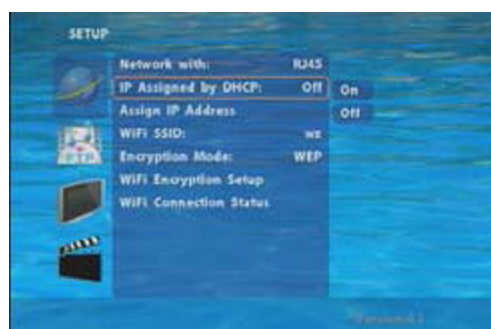 SETUP
Network with: RJ45
IP Assigned by DHCP: Off On
Assign IP Address Off
WiFi SSID:
Encryption Mode: WEP
WiFi Encryption Setup
WiFi Connection Status
FTP